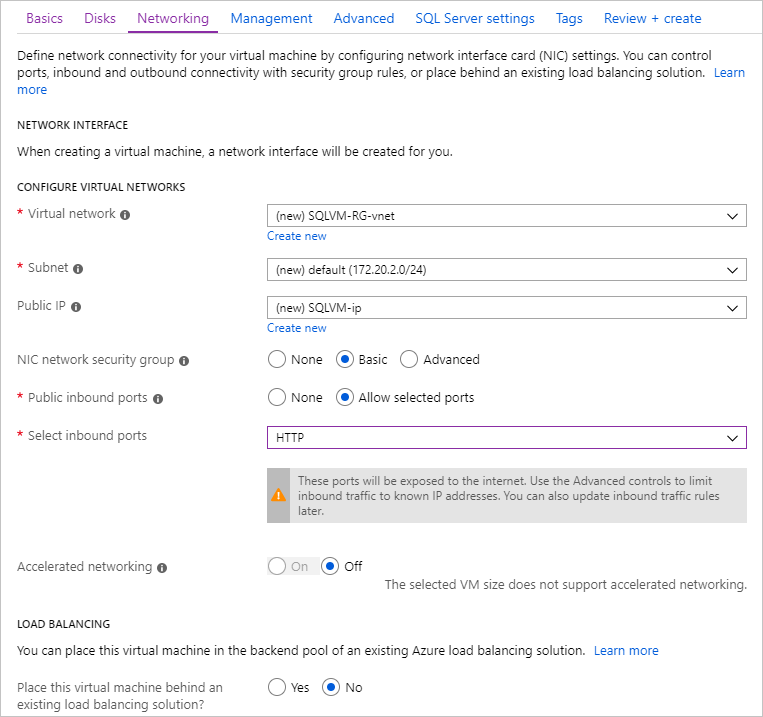 Basics Disks Networking Management Advanced SQL Server settings Tags Review + create
Define network connectivity for your virtual machine by configuring network interface card (NIC) settings. You can control
ports, inbound and outbound connectivity with security group rules, or place behind an existing load balancing solution. Learn
more
NETWORK INTERFACE
When creating a virtual machine, a network interface will be created for you.
CONFIGURE VIRTUAL NETWORKS
* Virtual network (new) SQLVM-RG-vnet
Create new
* Subnet (new) default (172.20.2.0/24)
Public IP (new) SQLVM-ip
Create new
NIC network security group None Basic Advanced
* Public inbound ports None Allow selected ports
* Select inbound ports HTTP
These ports will be exposed to the internet. Use the Advanced controls to limit
inbound traffic to known IP addresses. You can also update inbound traffic rules
later.
Accelerated networking On Off
The selected VM size does not support accelerated networking.
LOAD BALANCING
You can place this virtual machine in the backend pool of an existing Azure load balancing solution. Learn more
Place this virtual machine behind an Yes No
existing load balancing solution?